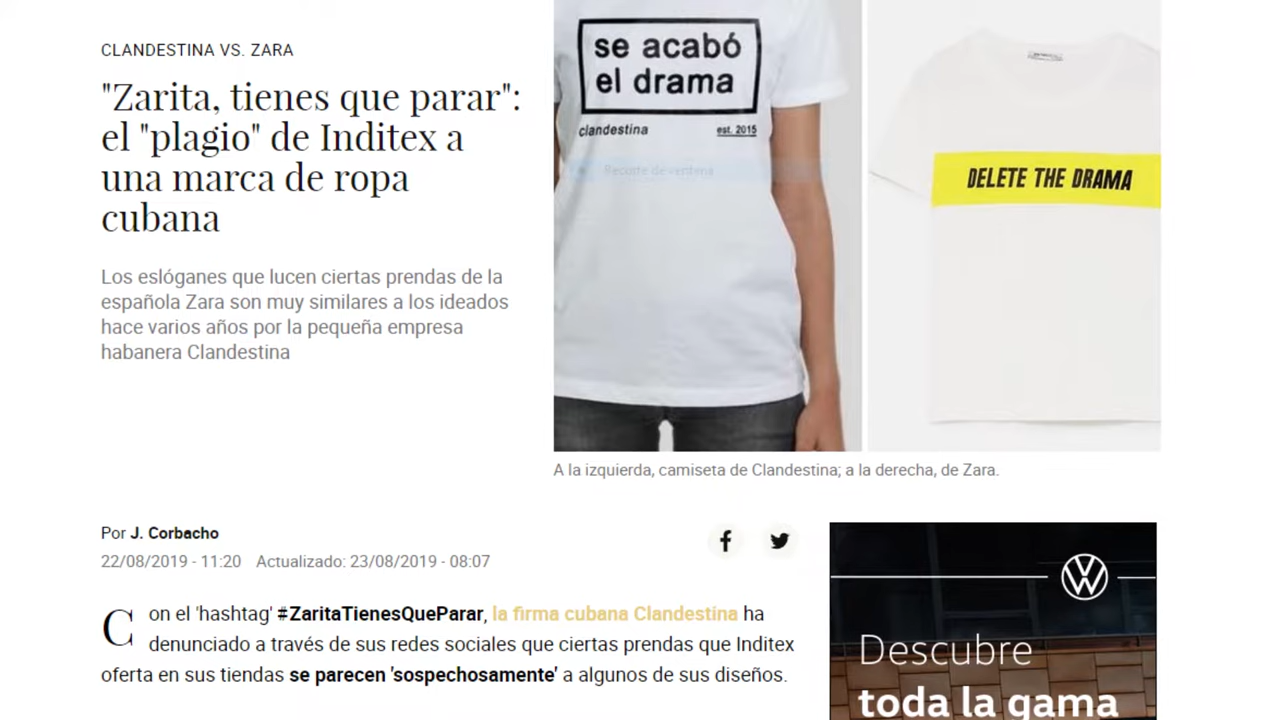 CLANDESTINA VS. ZARA
"Zarita, tienes que parar":
el "plagio" de Inditex a
una marca de ropa
cubana
Los eslóganes que lucen ciertas prendas de la
española Zara son muy similares a los ideados
hace varios años por la pequeña empresa
habanera Clandestina
se acabó
el drama
clandestina est. 2015
Recorte de ventana
DELETE THE DRAMA
A la izquierda, camiseta de Clandestina; a la derecha, de Zara.
Por J. Corbacho
22/08/2019 - 11:20 Actualizado: 23/08/2019 - 08:07
Con el 'hashtag' #ZaritaTienesQueParar, la firma cubana Clandestina ha
denunciado a través de sus redes sociales que ciertas prendas que Inditex
oferta en sus tiendas se parecen 'sospechosamente' a algunos de sus diseños.
Descubre
toda la gama